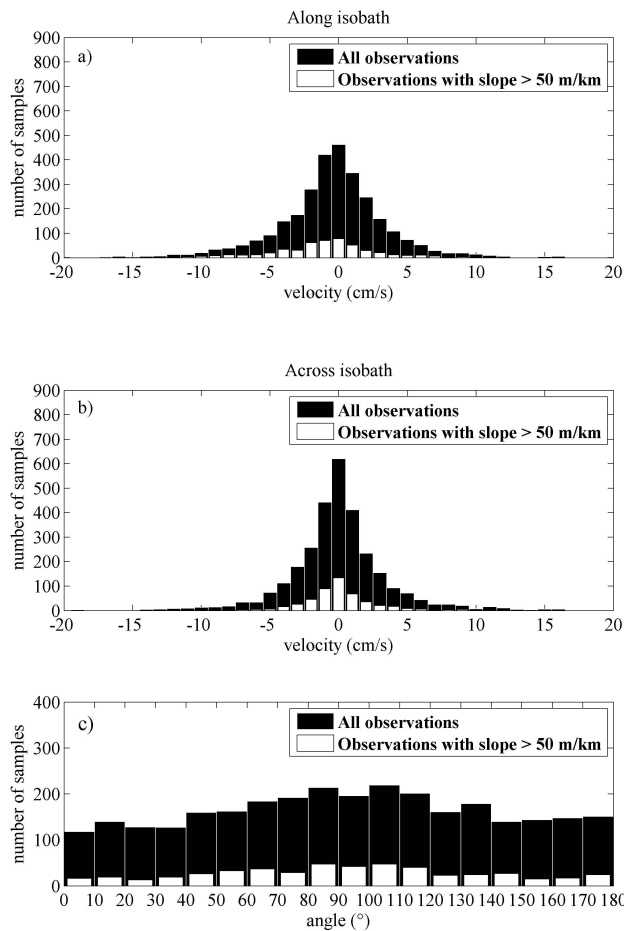 Along isobath
a)
All observations
Observations with slope > 50 m/km
900
800
700
600
500
400
300
200
100
0
number of samples
-20 -15 -10 -5 0 5 10 15 20
velocity (cm/s)
Across isobath
b)
All observations
Observations with slope > 50 m/km
900
800
700
600
500
400
300
200
100
0
number of samples
-20 -15 -10 -5 0 5 10 15 20
velocity (cm/s)
c)
All observations
Observations with slope > 50 m/km
400
300
200
100
0
number of samples
0 10 20 30 40 50 60 70 80 90 100 110 120 130 140 150 160 170 180
angle (°)